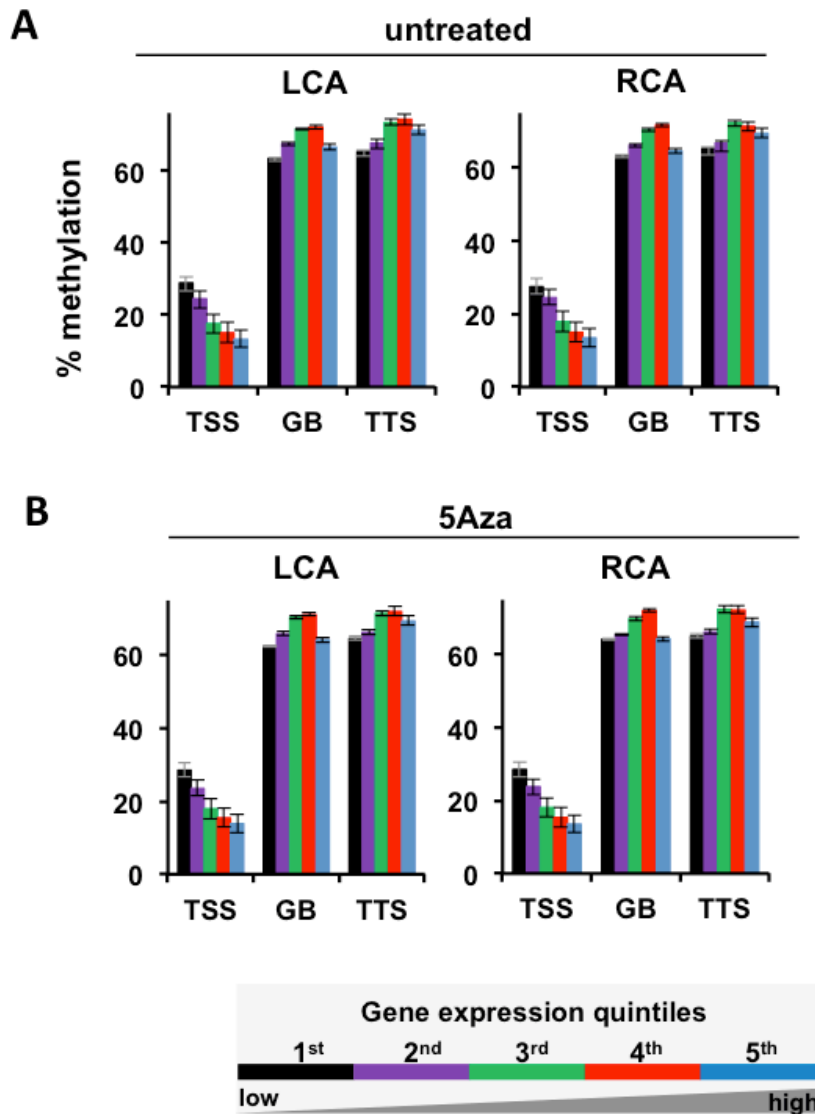 A
untreated
LCA RCA
% methylation
60 60
40 40
20 20
0 0
TSS GB TTS TSS GB TTS
B
5Aza
LCA RCA
60 60
40 40
20 20
0 0
TSS GB TTS TSS GB TTS
Gene expression quintiles
1st 2nd 3rd 4th 5th
low high